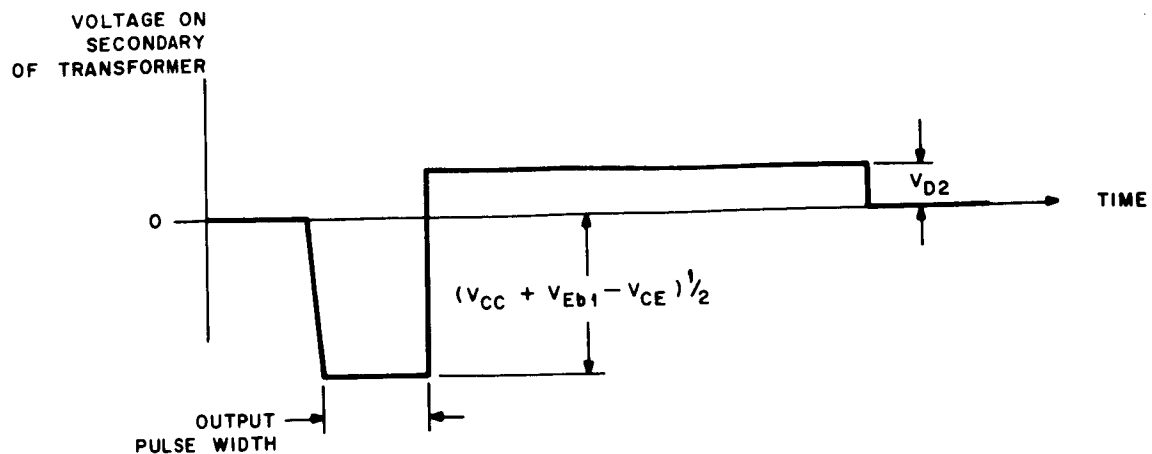 VOLTAGE ON
SECONDARY
OF TRANSFORMER
V_D2
0
TIME
(V_CC + V_Eb1 - V_CE) 1/2
OUTPUT
PULSE WIDTH